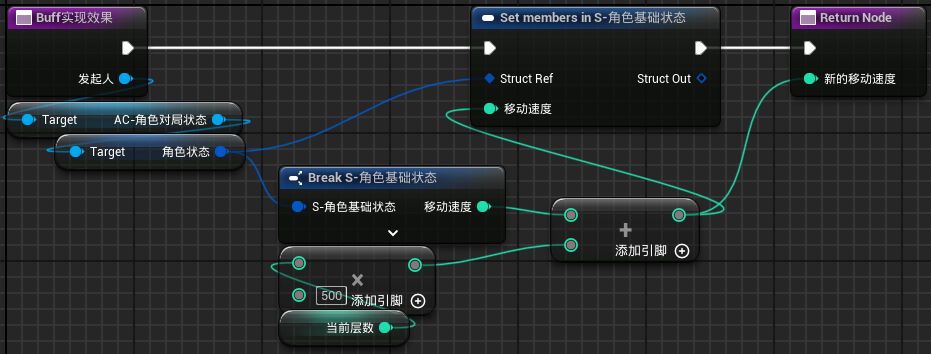 Buff实现效果
发起人
Target AC-角色对局状态
Target 角色状态
Set members in S-角色基础状态
Struct Ref Struct Out
移动速度
Return Node
新的移动速度
Break S-角色基础状态
S-角色基础状态 移动速度
+
添加引脚
×
500 添加引脚
当前层数